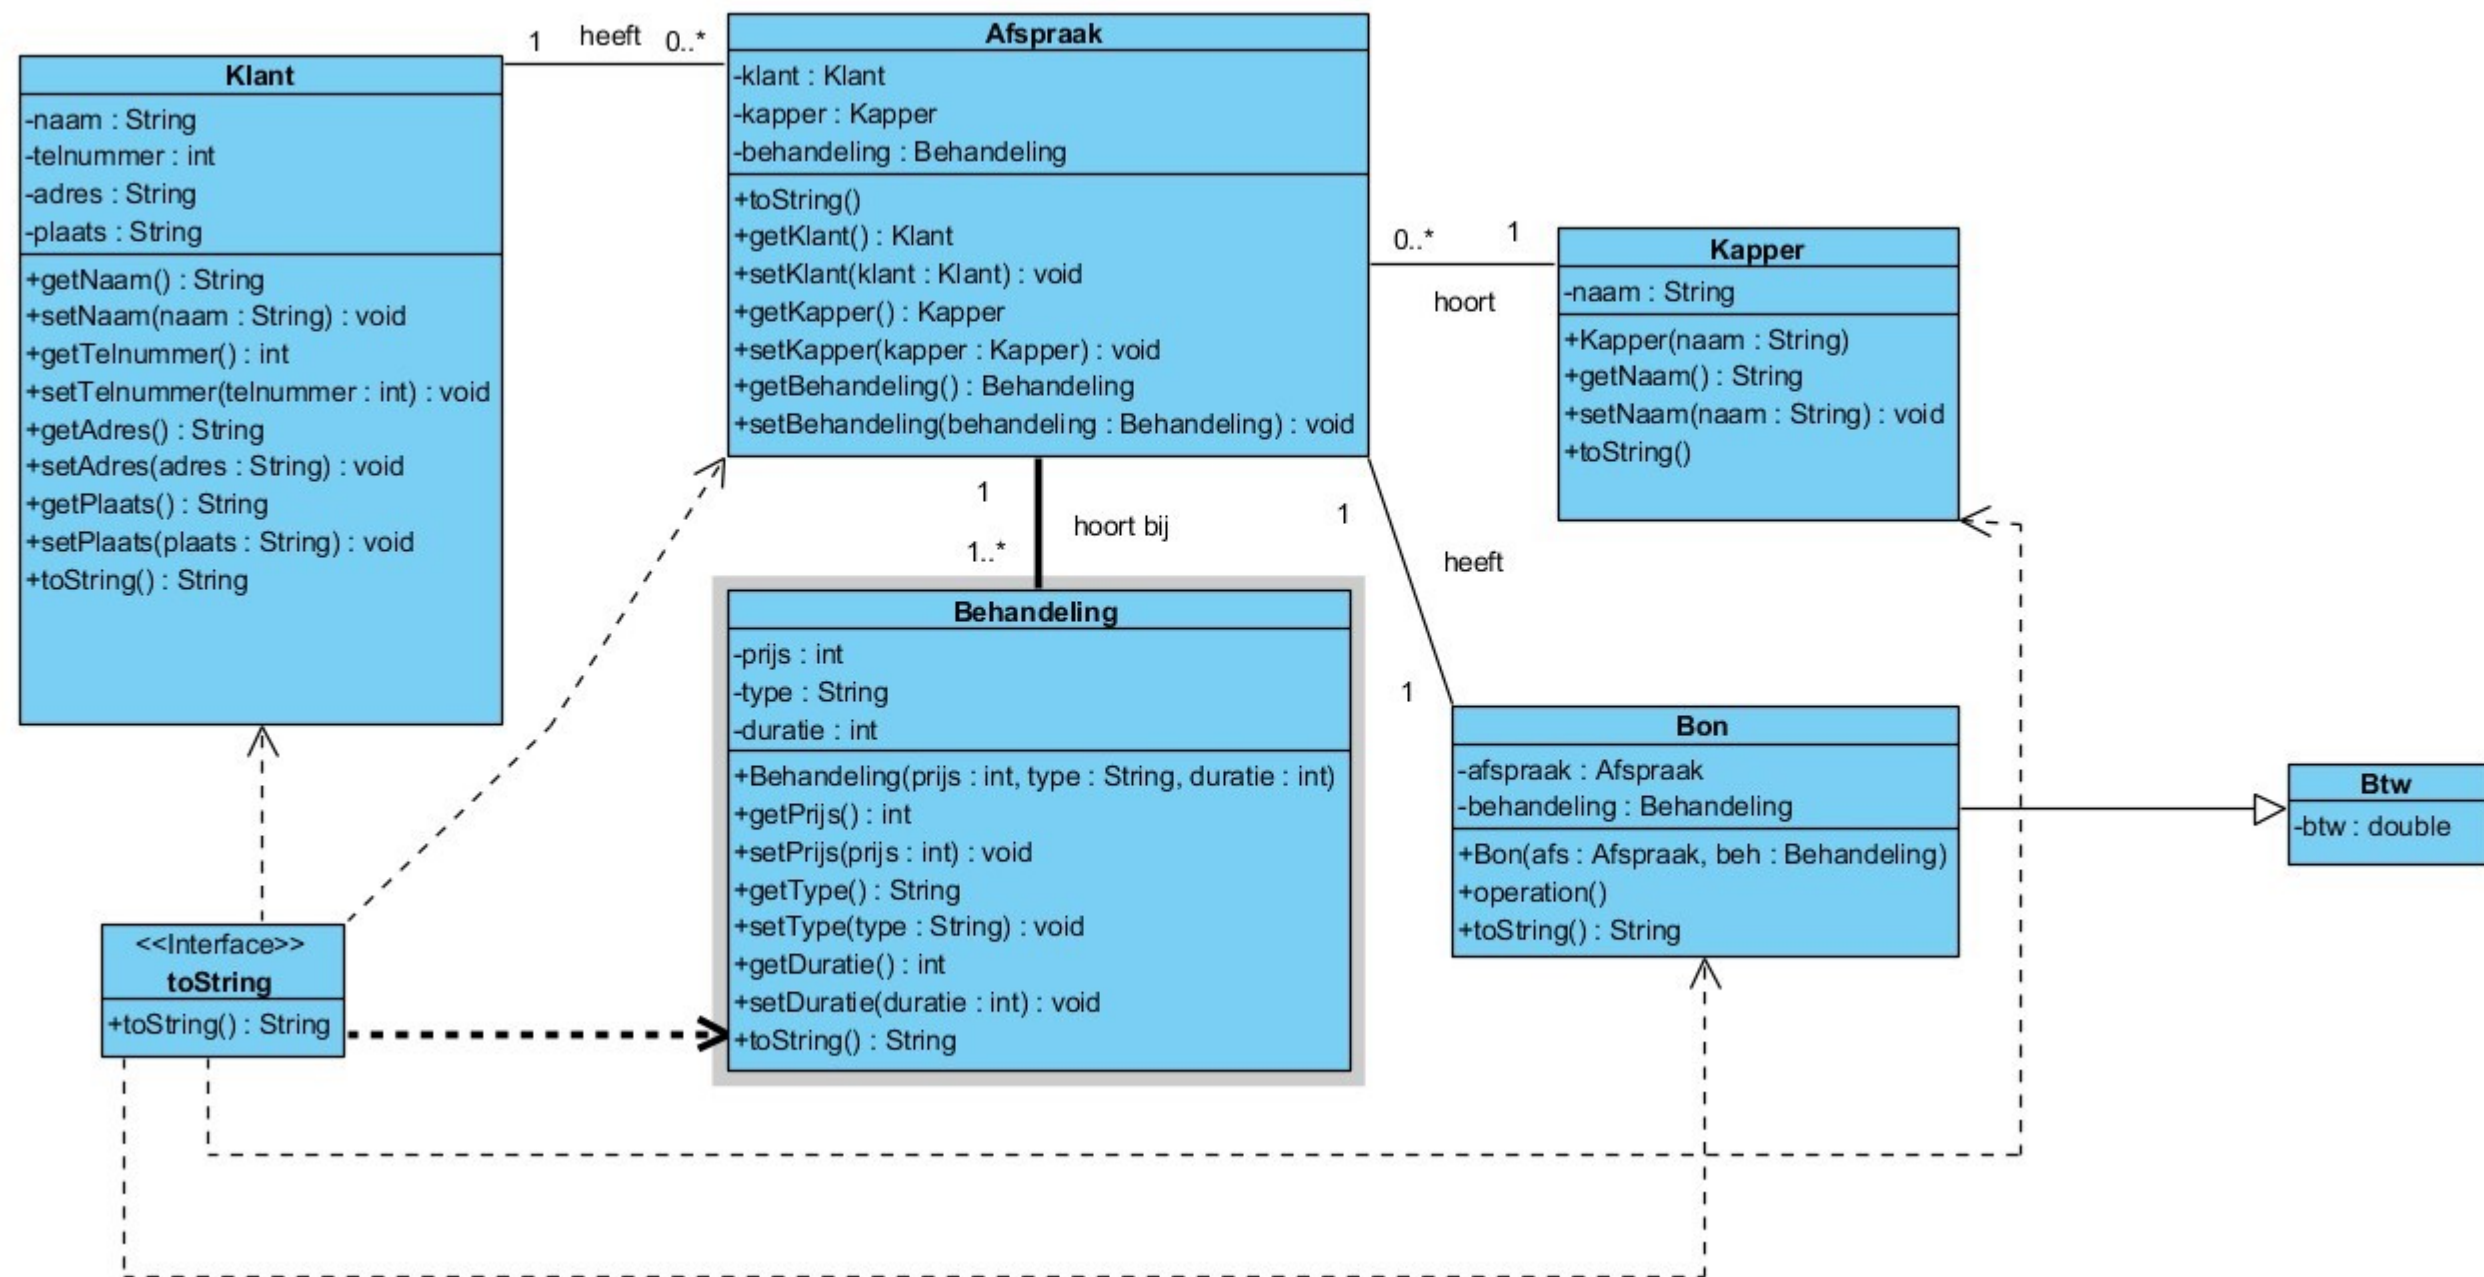 Klant
-naam : String
-telnummer : int
-adres : String
-plaats : String
+getNaam() : String
+setNaam(naam : String) : void
+getTelnummer() : int
+setTelnummer(telnummer : int) : void
+getAdres() : String
+setAdres(adres : String) : void
+getPlaats() : String
+setPlaats(plaats : String) : void
+toString() : String
1 heeft 0..*
Afspraak
-klant : Klant
-kapper : Kapper
-behandeling : Behandeling
+toString()
+getKlant() : Klant
+setKlant(klant : Klant) : void
+getKapper() : Kapper
+setKapper(kapper : Kapper) : void
+getBehandeling() : Behandeling
+setBehandeling(behandeling : Behandeling) : void
0..* 1
hoort
Kapper
-naam : String
+Kapper(naam : String)
+getNaam() : String
+setNaam(naam : String) : void
+toString()
1
hoort bij
1..*
1
heeft
1
Behandeling
-prijs : int
-type : String
-duratie : int
+Behandeling(prijs : int, type : String, duratie : int)
+getPrijs() : int
+setPrijs(prijs : int) : void
+getType() : String
+setType(type : String) : void
+getDuratie() : int
+setDuratie(duratie : int) : void
+toString() : String
Bon
-afspraak : Afspraak
-behandeling : Behandeling
+Bon(afs : Afspraak, beh : Behandeling)
+operation()
+toString() : String
Btw
-btw : double
<<Interface>>
toString
+toString() : String